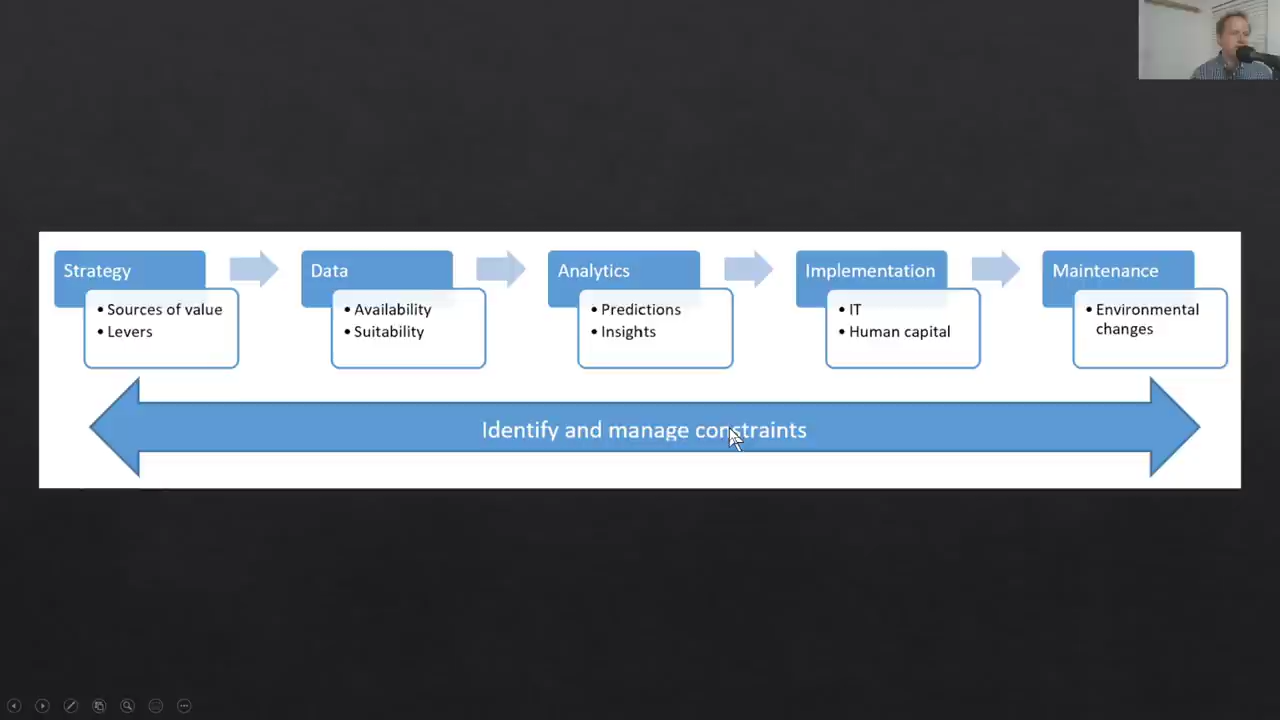 Strategy
• Sources of value
• Levers
Data
• Availability
• Suitability
Analytics
• Predictions
• Insights
Implementation
• IT
• Human capital
Maintenance
• Environmental
changes
Identify and manage constraints